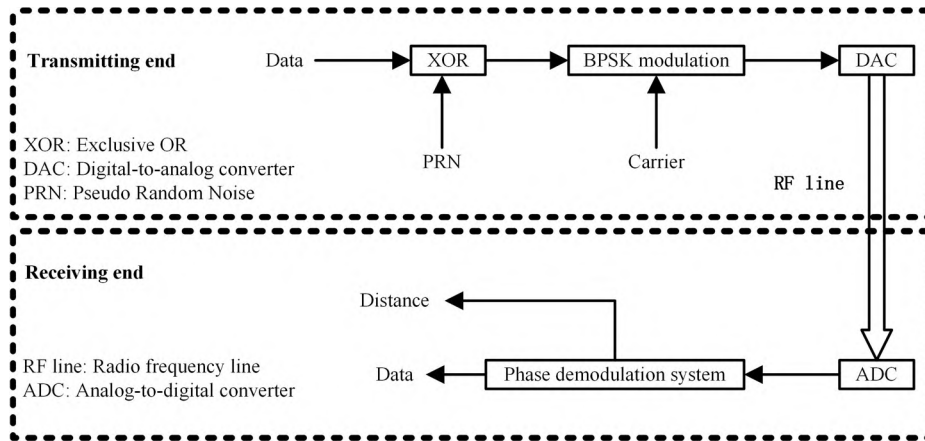 Transmitting end
Data
XOR
BPSK modulation
DAC
XOR: Exclusive OR
DAC: Digital-to-analog converter
PRN: Pseudo Random Noise
PRN
Carrier
RF line
Receiving end
Distance
RF line: Radio frequency line
ADC: Analog-to-digital converter
Data
Phase demodulation system
ADC